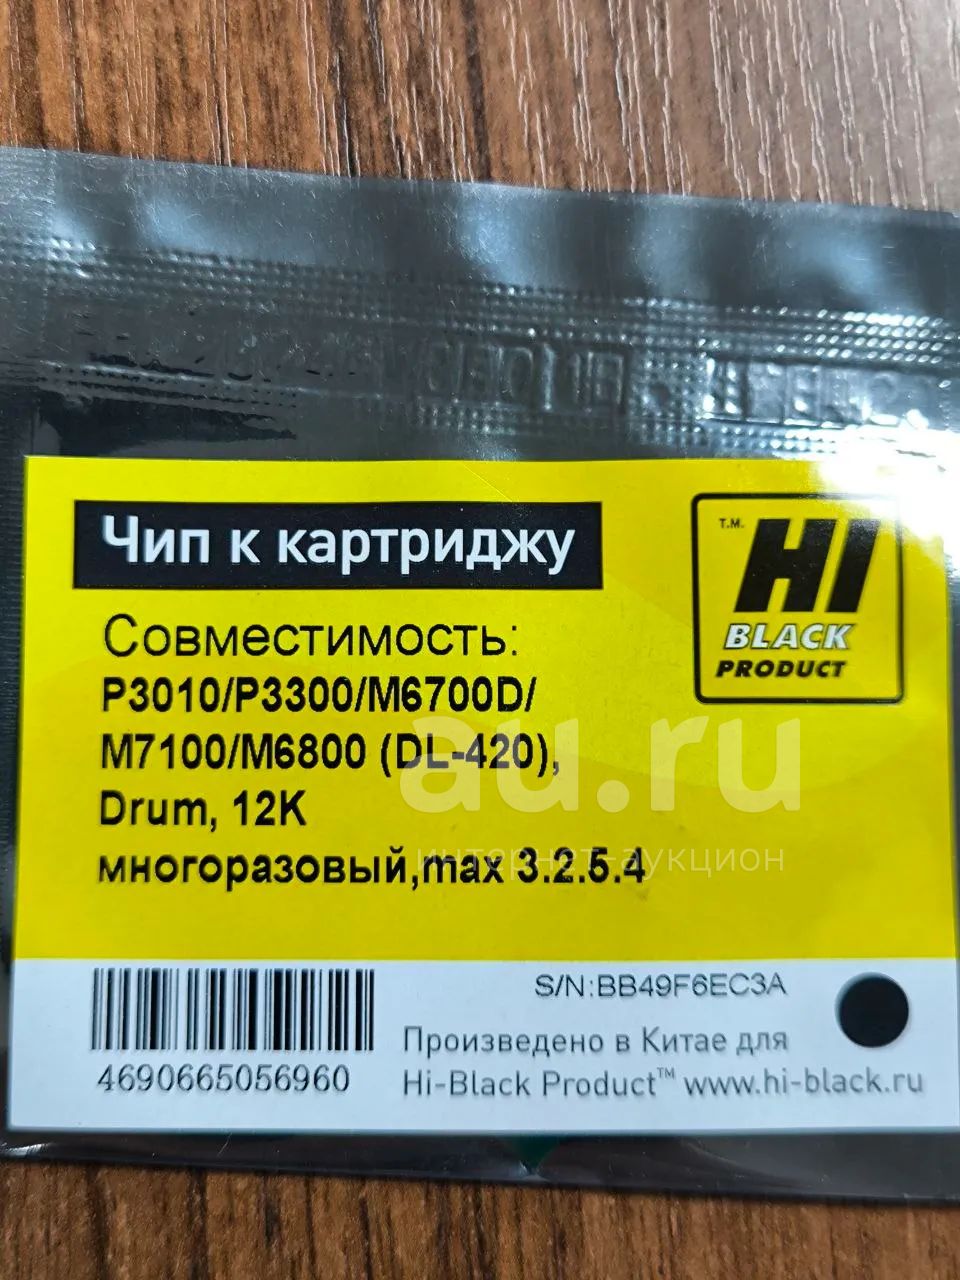 Чип к картриджу
T.M.
HI
BLACK
PRODUCT
Совместимость:
P3010/P3300/M6700D/
M7100/M6800 (DL-420),
Drum, 12K
многоразовый,max 3.2.5.4
au.ru
интернет-аукцион
S/N:BB49F6EC3A
4690665056960
Произведено в Китае для
Hi-Black Product™ www.hi-black.ru